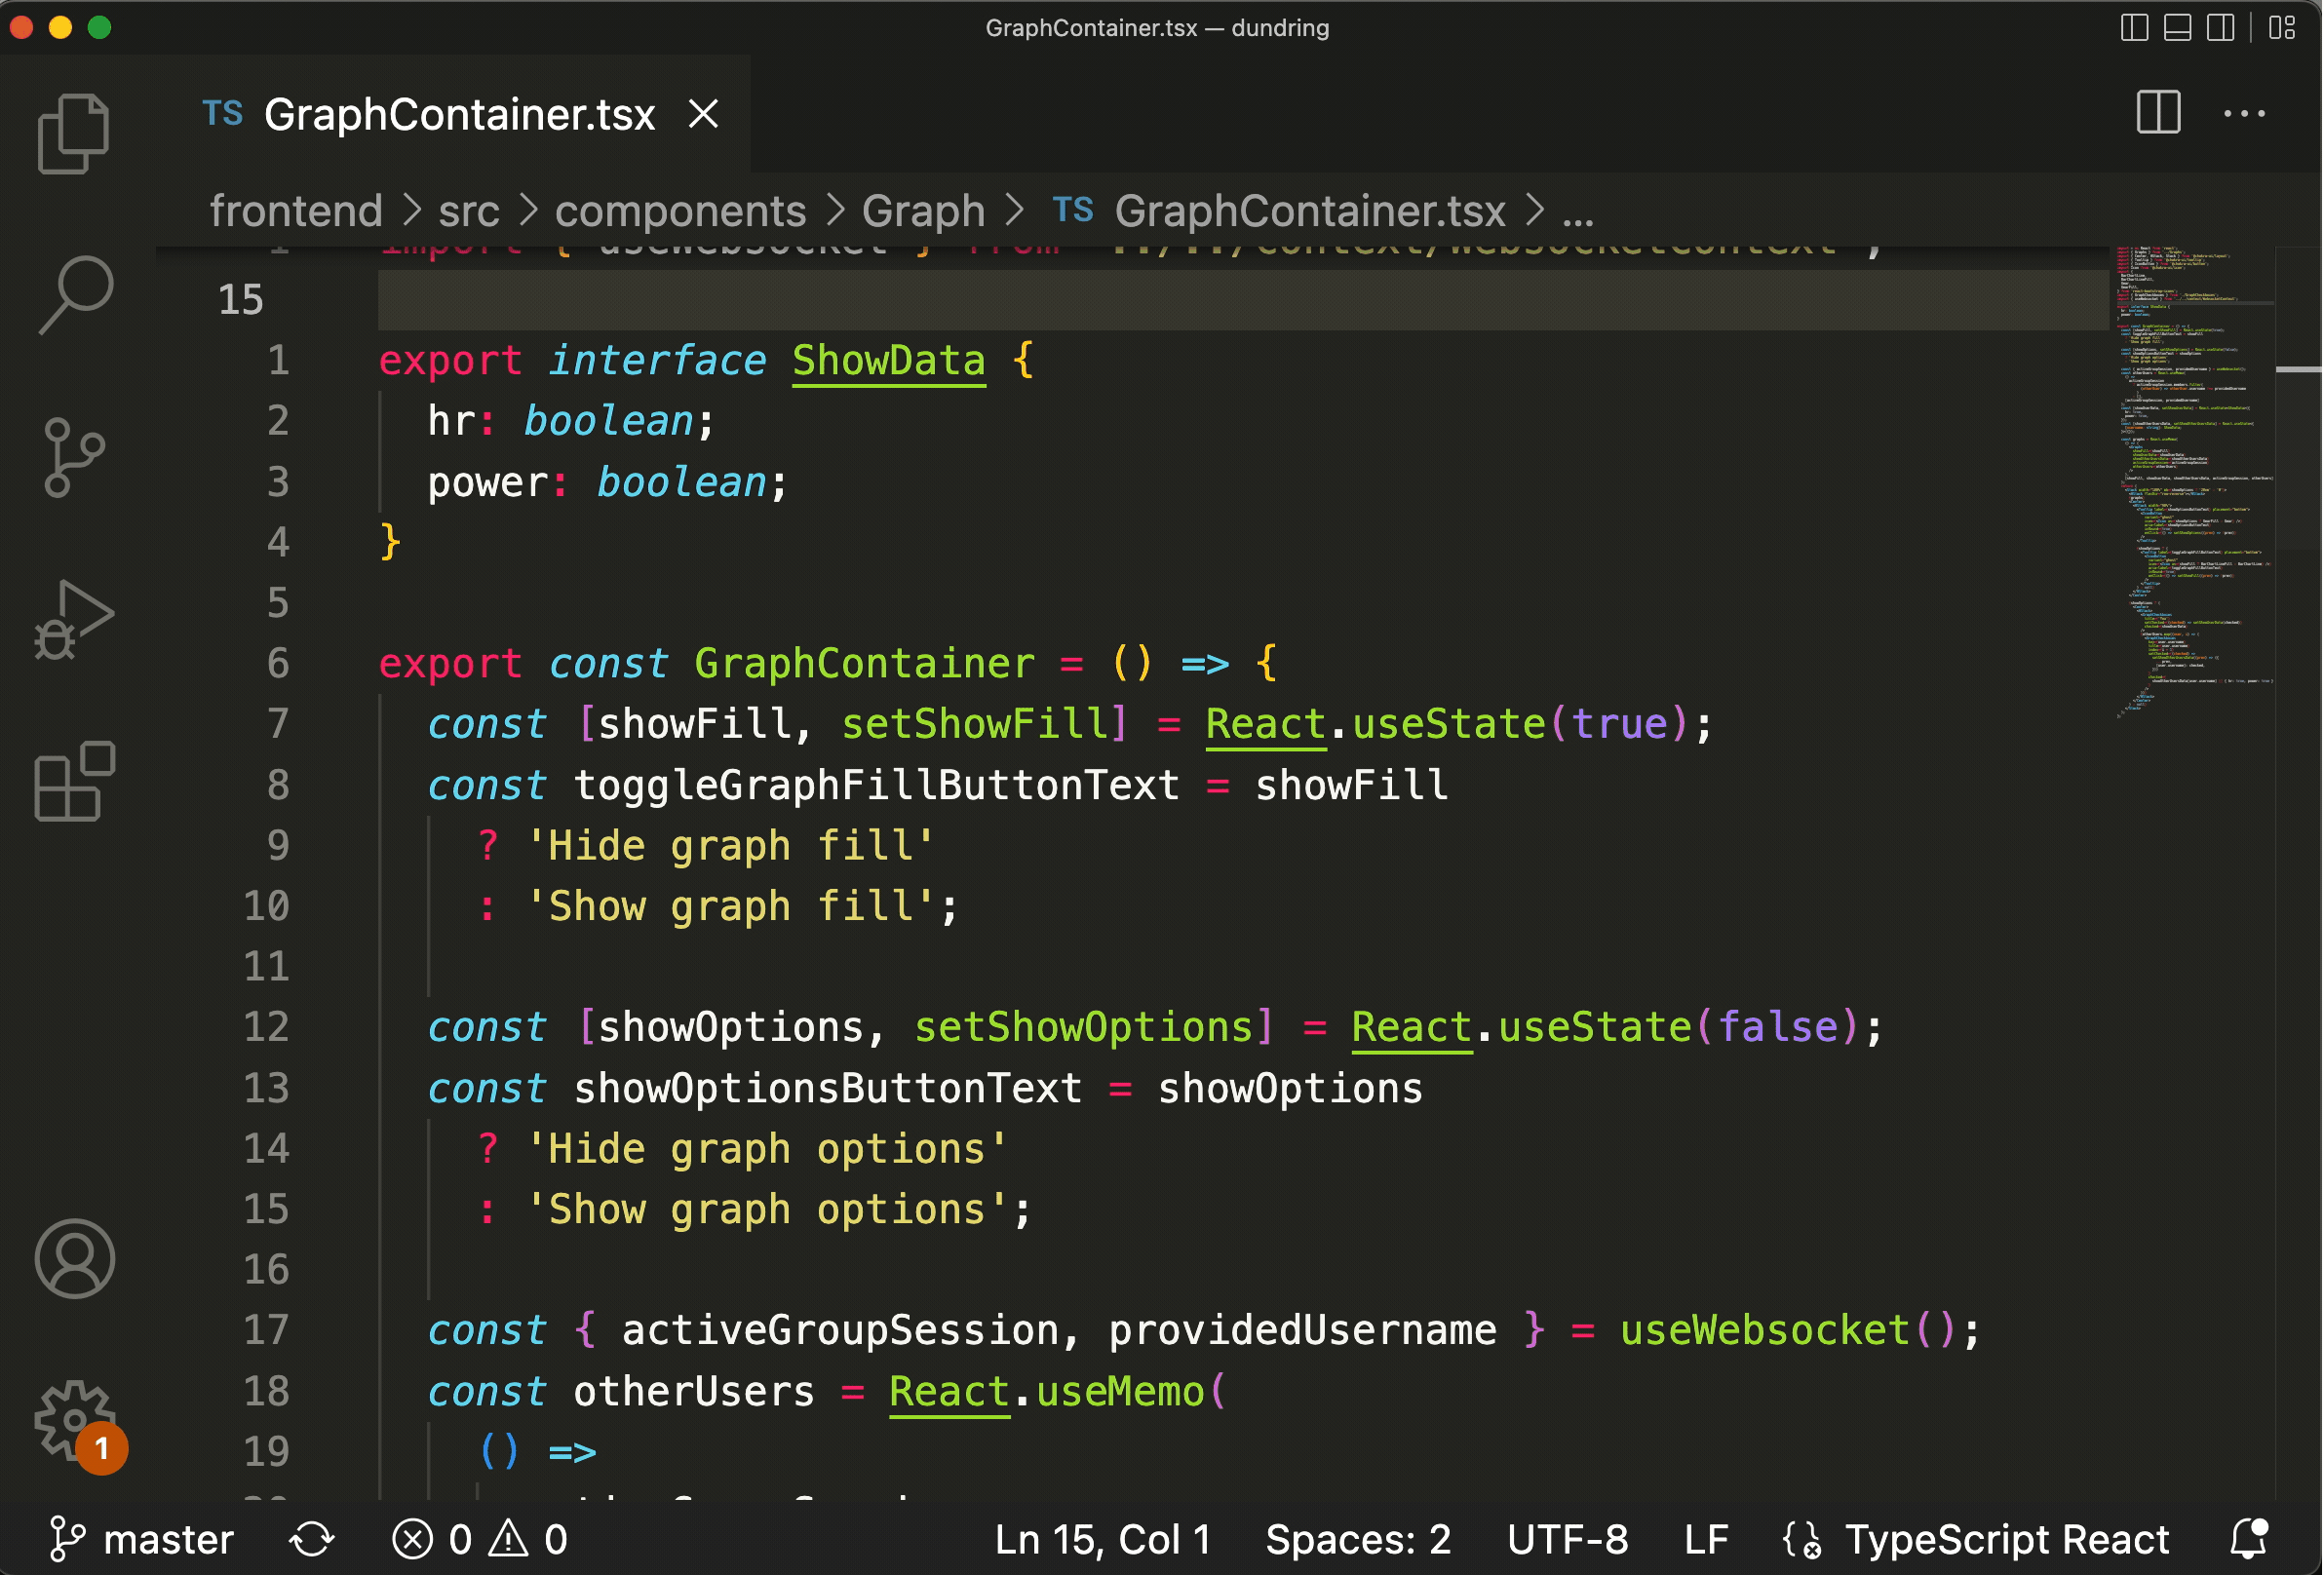 GraphContainer.tsx — dundring
TS GraphContainer.tsx
frontend > src > components > Graph > TS GraphContainer.tsx > ...
1 import { useWebsocket } from '../../context/WebsocketContext';
15
1 export interface ShowData {
2 hr: boolean;
3 power: boolean;
4 }
5
6 export const GraphContainer = () => {
7 const [showFill, setShowFill] = React.useState(true);
8 const toggleGraphFillButtonText = showFill
9 ? 'Hide graph fill'
10 : 'Show graph fill';
11
12 const [showOptions, setShowOptions] = React.useState(false);
13 const showOptionsButtonText = showOptions
14 ? 'Hide graph options'
15 : 'Show graph options';
16
17 const { activeGroupSession, providedUsername } = useWebsocket();
18 const otherUsers = React.useMemo(
19 () =>
1
master 0 0 Ln 15, Col 1 Spaces: 2 UTF-8 LF TypeScript React